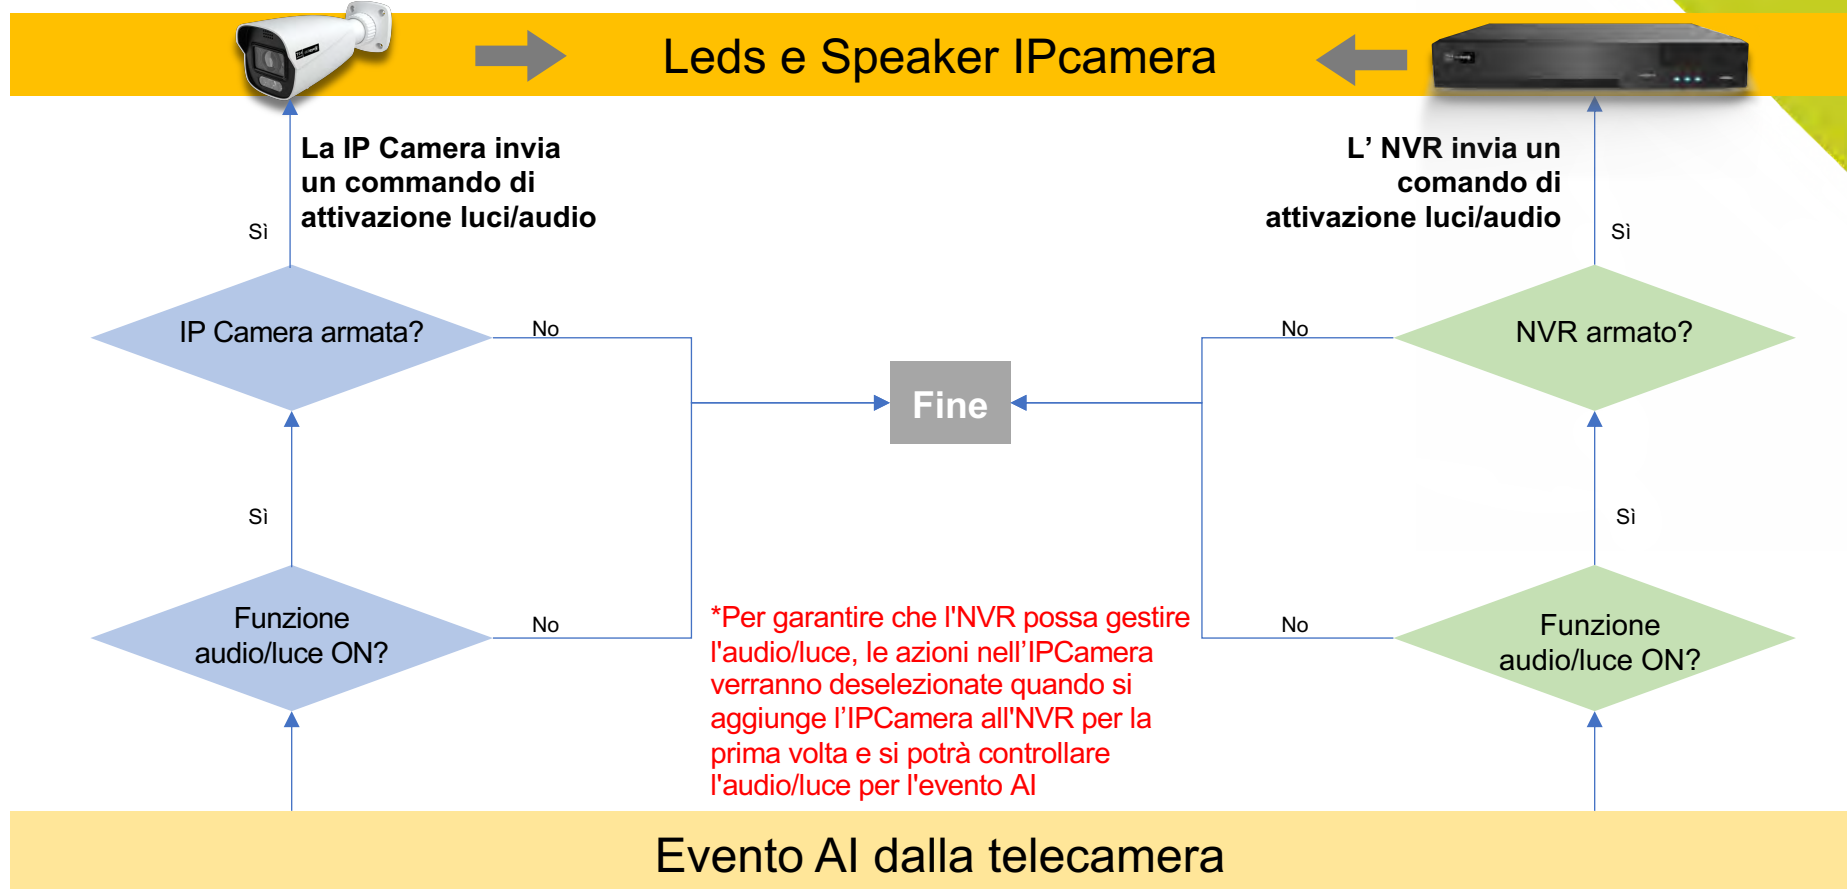 Leds e Speaker IPcamera
La IP Camera invia
un commando di
attivazione luci/audio
L' NVR invia un
comando di
attivazione luci/audio
Sì
Sì
IP Camera armata?
No
No
NVR armato?
Fine
Sì
Sì
Funzione
audio/luce ON?
No
*Per garantire che l'NVR possa gestire
l'audio/luce, le azioni nell’IPCamera
verranno deselezionate quando si
aggiunge l’IPCamera all'NVR per la
prima volta e si potrà controllare
l'audio/luce per l'evento AI
No
Funzione
audio/luce ON?
Evento AI dalla telecamera